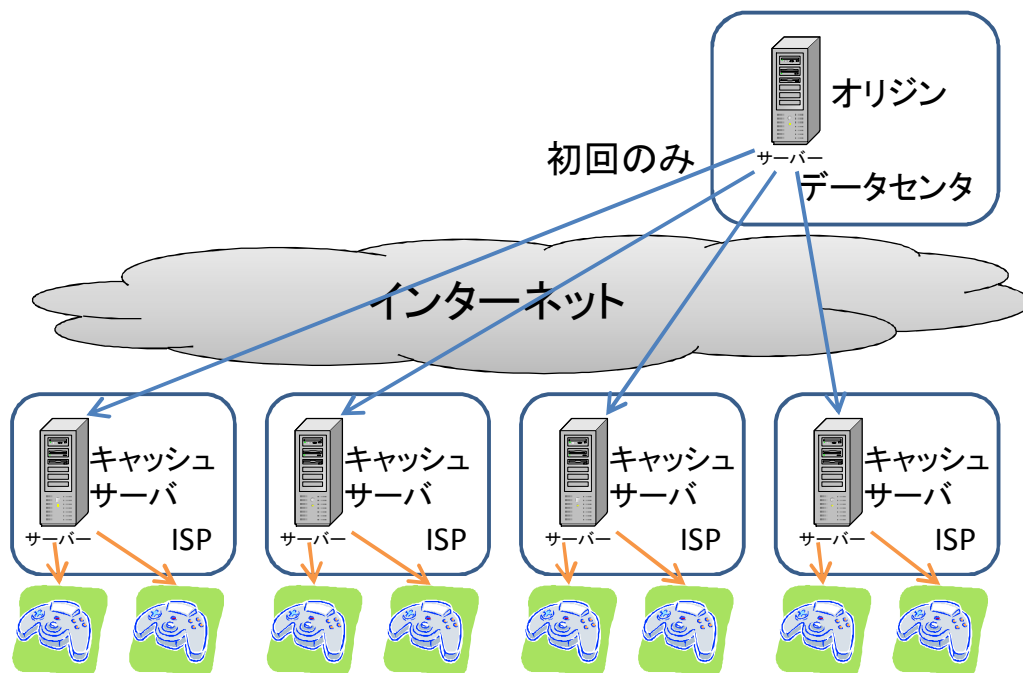 オリジン
サーバー
データセンタ
初回のみ
インターネット
キャッシュ
サーバ
サーバー
ISP
キャッシュ
サーバ
サーバー
ISP
キャッシュ
サーバ
サーバー
ISP
キャッシュ
サーバ
サーバー
ISP